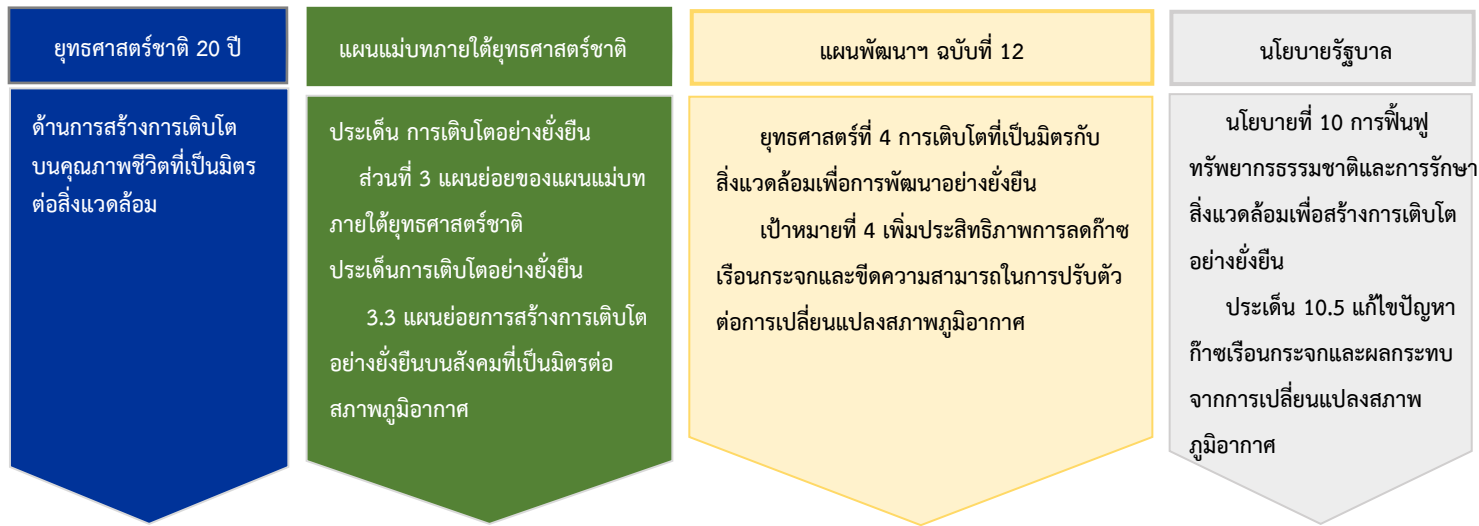 ยุทธศาสตร์ชาติ 20 ปี
ด้านการสร้างการเติบโต
บนคุณภาพชีวิตที่เป็นมิตร
ต่อสิ่งแวดล้อม
แผนแม่บทภายใต้ยุทธศาสตร์ชาติ
ประเด็น การเติบโตอย่างยั่งยืน
ส่วนที่ 3 แผนย่อยของแผนแม่บท
ภายใต้ยุทธศาสตร์ชาติ
ประเด็นการเติบโตอย่างยั่งยืน
3.3 แผนย่อยการสร้างการเติบโต
อย่างยั่งยืนบนสังคมที่เป็นมิตรต่อ
สภาพภูมิอากาศ
แผนพัฒนาฯ ฉบับที่ 12
ยุทธศาสตร์ที่ 4 การเติบโตที่เป็นมิตรกับ
สิ่งแวดล้อมเพื่อการพัฒนาอย่างยั่งยืน
เป้าหมายที่ 4 เพิ่มประสิทธิภาพการลดก๊าซ
เรือนกระจกและขีดความสามารถในการปรับตัว
ต่อการเปลี่ยนแปลงสภาพภูมิอากาศ
นโยบายรัฐบาล
นโยบายที่ 10 การฟื้นฟู
ทรัพยากรธรรมชาติและการรักษา
สิ่งแวดล้อมเพื่อสร้างการเติบโต
อย่างยั่งยืน
ประเด็น 10.5 แก้ไขปัญหา
ก๊าซเรือนกระจกและผลกระทบ
จากการเปลี่ยนแปลงสภาพ
ภูมิอากาศ